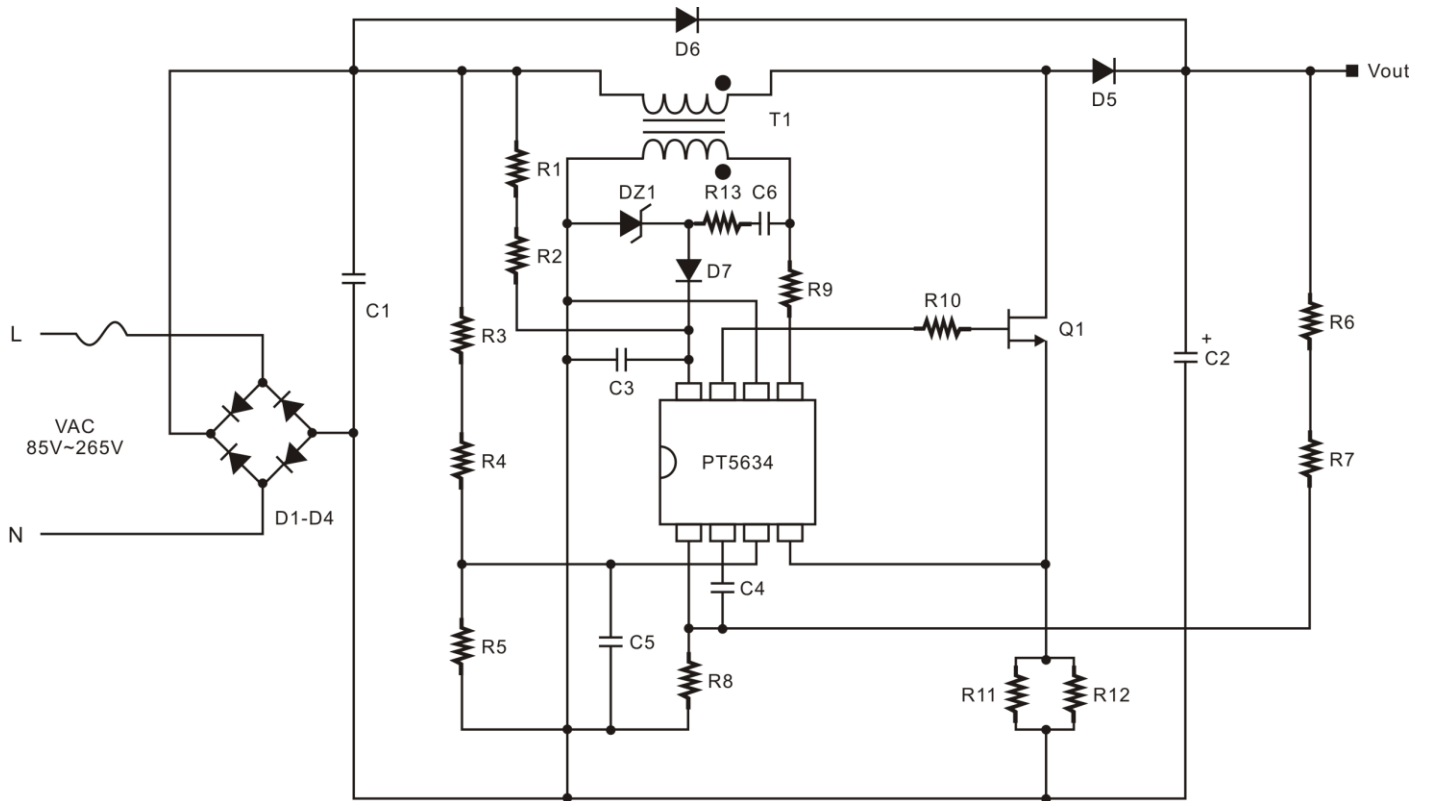 D6
Vout
D5
T1
R1
DZ1
R13
C6
R2
D7
R9
R10
C1
L
R3
Q1
R6
+
C2
C3
VAC
85V~265V
R4
PT5634
R7
N
D1-D4
C4
R5
C5
R8
R11
R12